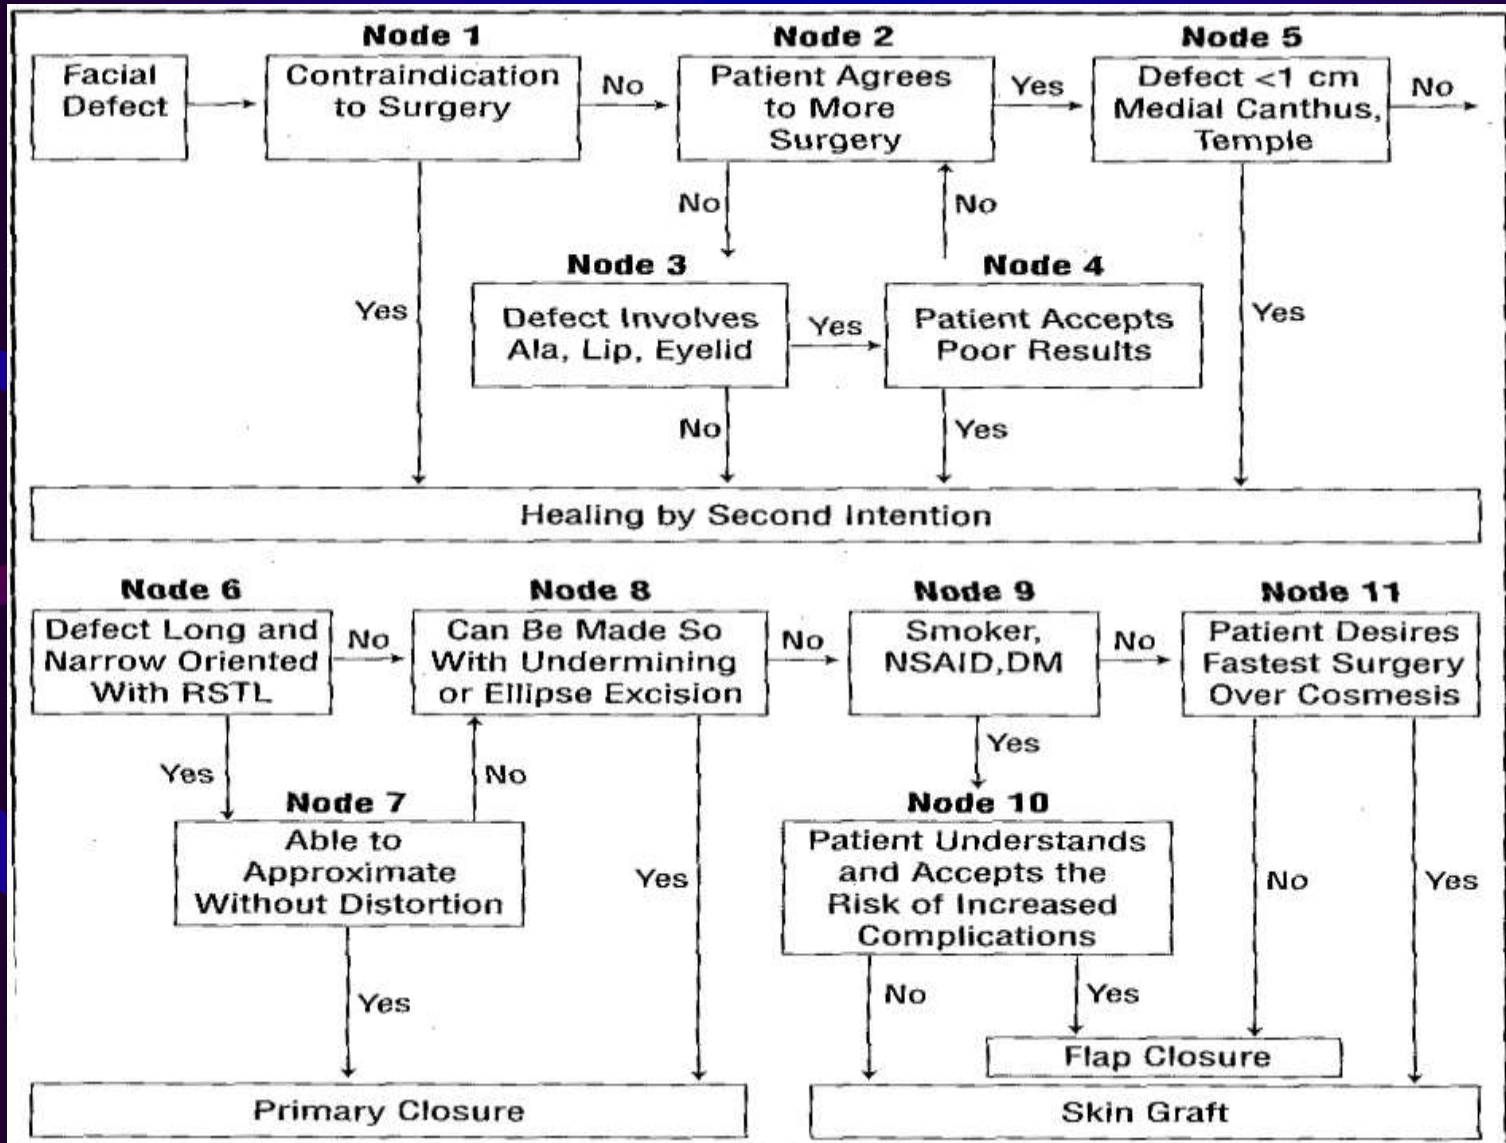 Node 1
Node 2
Node 5
Facial
Defect
Contraindication
to Surgery
No
Patient Agrees
to More
Surgery
Yes
Defect <1 cm
Medial Canthus,
Temple
No
No
No
Node 3
Node 4
Yes
Defect Involves
Ala, Lip, Eyelid
Yes
Patient Accepts
Poor Results
Yes
No
Yes
Healing by Second Intention
Node 6
Node 8
Node 9
Node 11
Defect Long and
Narrow Oriented
With RSTL
No
Can Be Made So
With Undermining
or Ellipse Excision
No
Smoker,
NSAID,DM
No
Patient Desires
Fastest Surgery
Over Cosmesis
Yes
No
Yes
Node 7
Node 10
Able to
Approximate
Without Distortion
Yes
Patient Understands
and Accepts the
Risk of Increased
Complications
No
Yes
Yes
No
Yes
Flap Closure
Primary Closure
Skin Graft